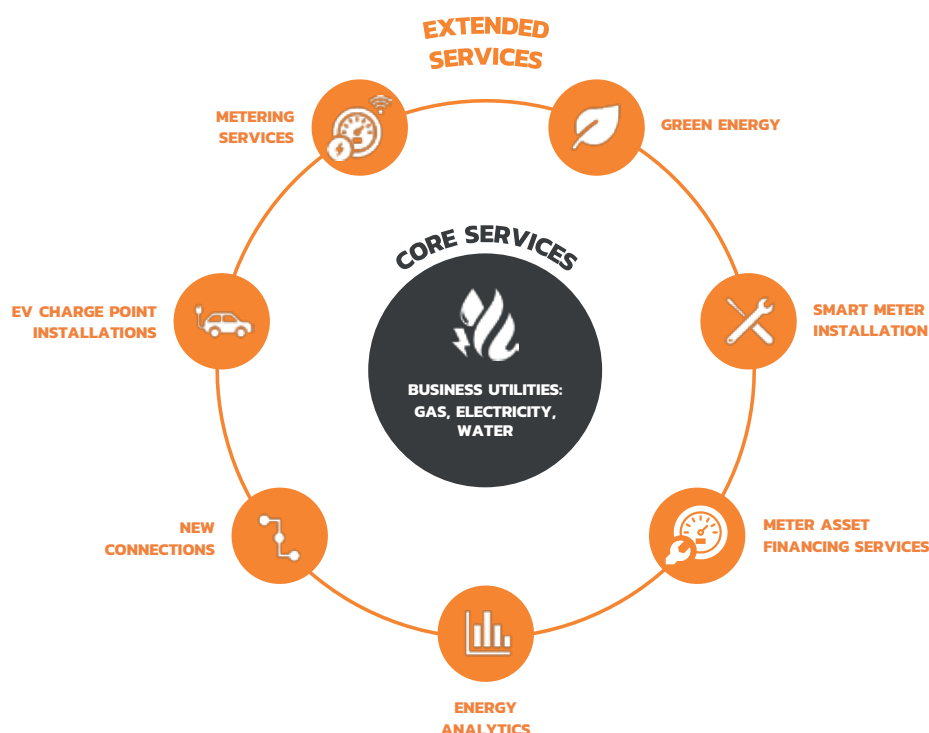 EXTENDED
SERVICES
METERING
SERVICES
GREEN ENERGY
CORE SERVICES
EV CHARGE POINT
INSTALLATIONS
SMART METER
INSTALLATION
BUSINESS UTILITIES:
GAS, ELECTRICITY,
WATER
NEW
CONNECTIONS
METER ASSET
FINANCING SERVICES
ENERGY
ANALYTICS